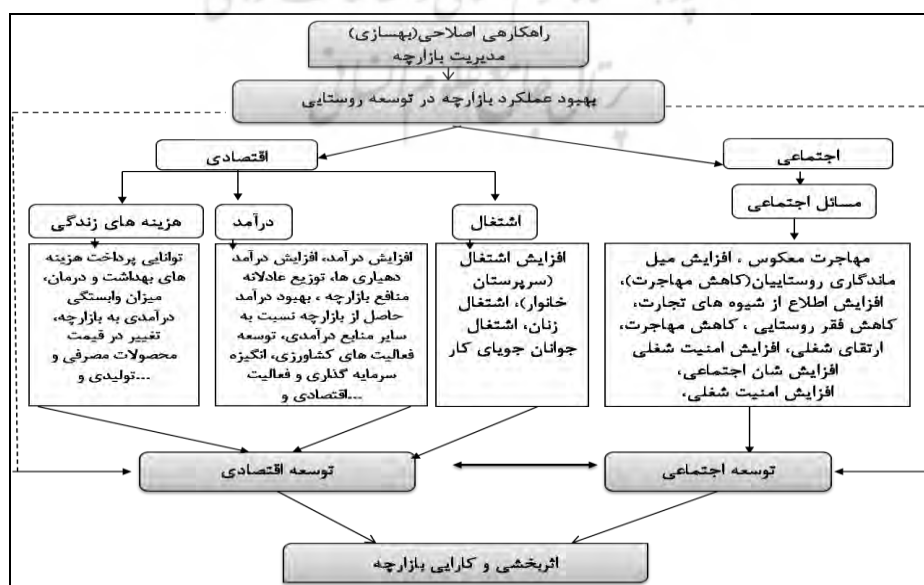 راهکارهی اصلاحی(بهسازی)
مدیریت بازارچه
بهبود عملکرد بازارچه در توسعه روستایی
اجتماعی
اقتصادی
مسائل اجتماعی
اشتغال
درآمد
هزینه های زندگی
مهاجرت معکوس ، افزایش میل
ماندگاری روستاییان(کاهش مهاجرت)،
افزایش اطلاع از شیوه های تجارت،
کاهش فقر روستایی ، کاهش مهاجرت،
ارتقای شغلی، افزایش امنیت شغلی
افزایش شان اجتماعی،
افزایش امنیت شغلی،
افزایش اشتغال
(سرپرستان
خانوار)، اشتغال
زنان، اشتغال
جوانان جویای کار
افزایش درآمد، افزایش درآمد
دهیاری ها، توزیع عادلانه
منافع بازارچه ، بهبود درآمد
حاصل از بازارچه نسبت به
سایر منابع درآمدی، توسعه
فعالیت های کشاورزی، انگیزه
سرمایه گذاری و فعالیت
اقتصادی و...
توانایی پرداخت هزینه
های بهداشت و درمان،
میزان وابستگی
درآمدی به بازارچه،
تغییر در قیمت
محصولات مصرفی و
تولیدی و...
توسعه اجتماعی
توسعه اقتصادی
اثربخشی و کارایی بازارچه